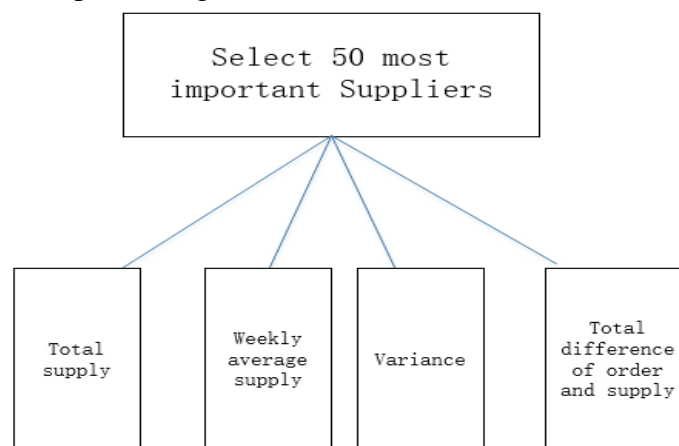 Select 50 most
important Suppliers
Total
supply
Weekly
average
supply
Variance
Total
difference
of order
and supply